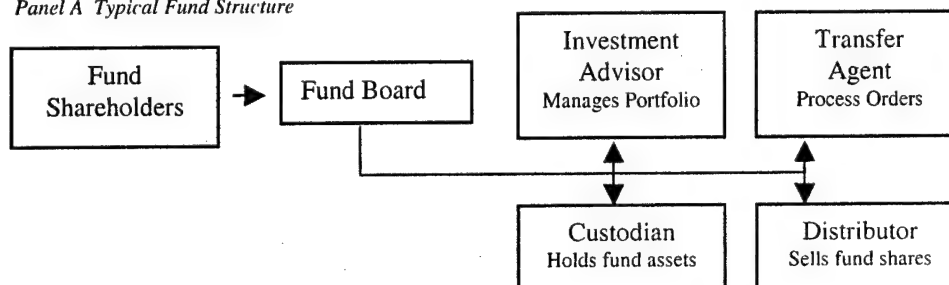 Panel A Typical Fund Structure
Fund
Shareholders
Fund Board
Investment
Advisor
Manages Portfolio
Transfer
Agent
Process Orders
Custodian
Holds fund assets
Distributor
Sells fund shares